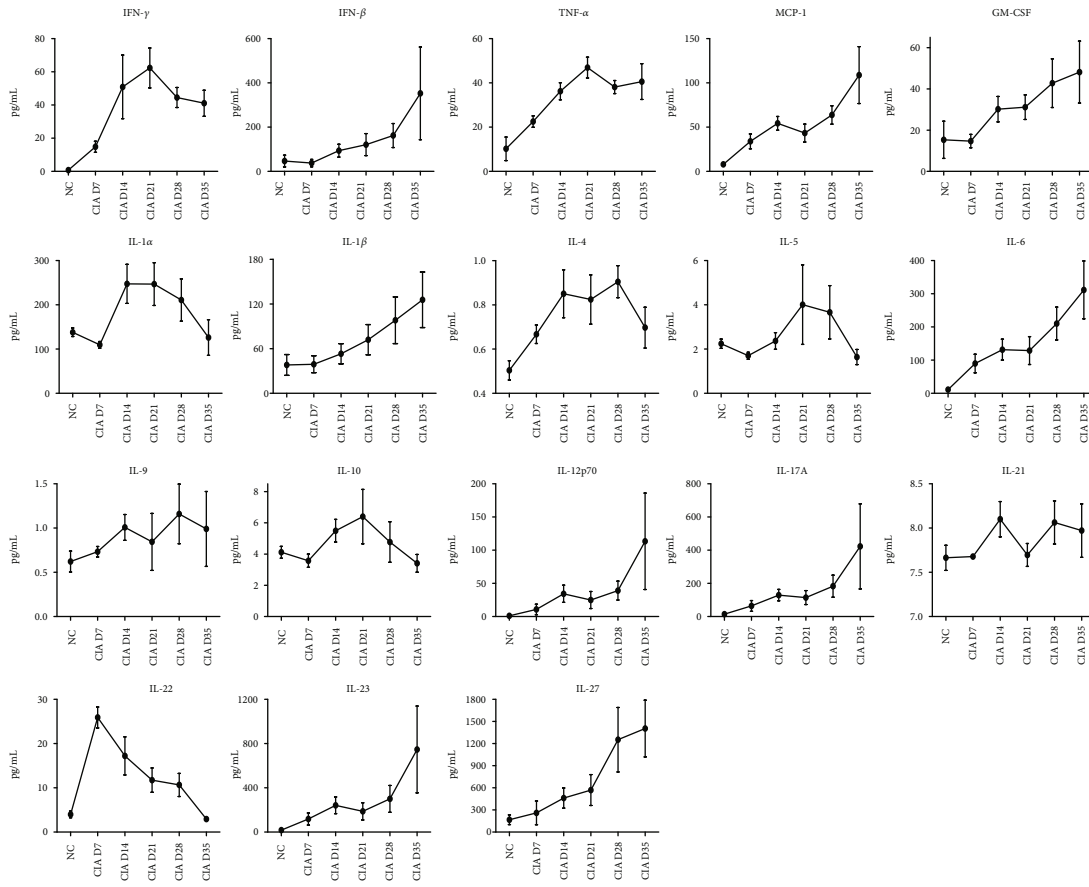 IFN-γ
pg/mL
80
60
40
20
0
NC
CIA D7
CIA D14
CIA D21
CIA D28
CIA D35
IFN-β
pg/mL
600
400
200
0
NC
CIA D7
CIA D14
CIA D21
CIA D28
CIA D35
TNF-α
pg/mL
60
40
20
0
NC
CIA D7
CIA D14
CIA D21
CIA D28
CIA D35
MCP-1
pg/mL
150
100
50
0
NC
CIA D7
CIA D14
CIA D21
CIA D28
CIA D35
GM-CSF
pg/mL
60
40
20
0
NC
CIA D7
CIA D14
CIA D21
CIA D28
CIA D35
IL-1α
pg/mL
300
200
100
0
NC
CIA D7
CIA D14
CIA D21
CIA D28
CIA D35
IL-1β
pg/mL
180
120
60
0
NC
CIA D7
CIA D14
CIA D21
CIA D28
CIA D35
IL-4
pg/mL
1.0
0.8
0.6
0.4
NC
CIA D7
CIA D14
CIA D21
CIA D28
CIA D35
IL-5
pg/mL
6
4
2
0
NC
CIA D7
CIA D14
CIA D21
CIA D28
CIA D35
IL-6
pg/mL
400
300
200
100
0
NC
CIA D7
CIA D14
CIA D21
CIA D28
CIA D35
IL-9
pg/mL
1.5
1.0
0.5
0.0
NC
CIA D7
CIA D14
CIA D21
CIA D28
CIA D35
IL-10
pg/mL
8
6
4
2
0
NC
CIA D7
CIA D14
CIA D21
CIA D28
CIA D35
IL-12p70
pg/mL
200
150
100
50
0
NC
CIA D7
CIA D14
CIA D21
CIA D28
CIA D35
IL-17A
pg/mL
800
600
400
200
0
NC
CIA D7
CIA D14
CIA D21
CIA D28
CIA D35
IL-21
pg/mL
8.5
8.0
7.5
7.0
NC
CIA D7
CIA D14
CIA D21
CIA D28
CIA D35
IL-22
pg/mL
30
20
10
0
NC
CIA D7
CIA D14
CIA D21
CIA D28
CIA D35
IL-23
pg/mL
1200
800
400
0
NC
CIA D7
CIA D14
CIA D21
CIA D28
CIA D35
IL-27
pg/mL
1800
1500
1200
900
600
300
0
NC
CIA D7
CIA D14
CIA D21
CIA D28
CIA D35